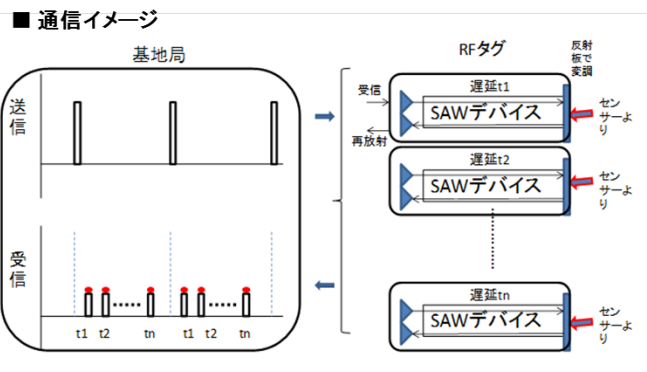 ■ 通信イメージ
基地局
送信
受信
t1 t2 tn t1 t2 tn
RFタグ
反射
板で
変調
受信
再放射
遅延t1
SAWデバイス
セン
サーよ
り
遅延t2
SAWデバイス
セン
サーよ
り
遅延tn
SAWデバイス
セン
サーよ
り